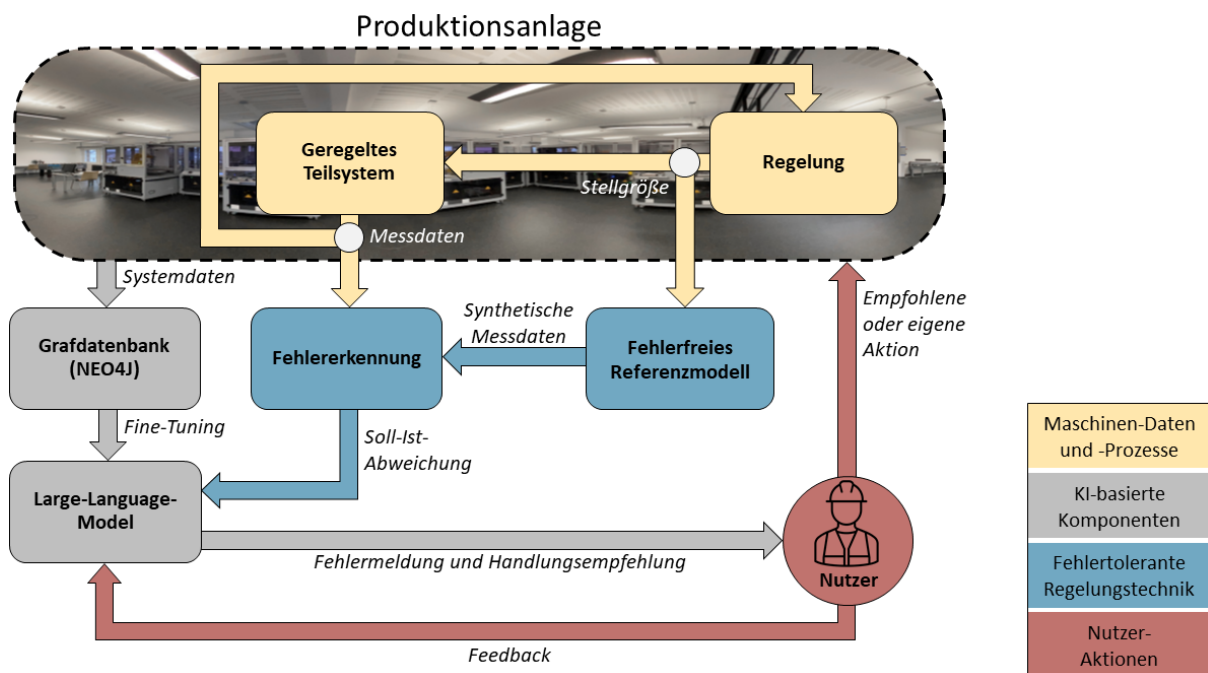 Produktionsanlage
Geregeltes
Teilsystem
Regelung
Stellgröße
Messdaten
Systemdaten
Synthetische
Messdaten
Empfohlene
oder eigene
Aktion
Grafdatenbank
(NEO4J)
Fehlererkennung
Fehlerfreies
Referenzmodell
Fine-Tuning
Soll-Ist-
Abweichung
Large-Language-
Model
Fehlermeldung und Handlungsempfehlung
Nutzer
Feedback
Maschinen-Daten
und -Prozesse
KI-basierte
Komponenten
Fehlertolerante
Regelungstechnik
Nutzer-
Aktionen